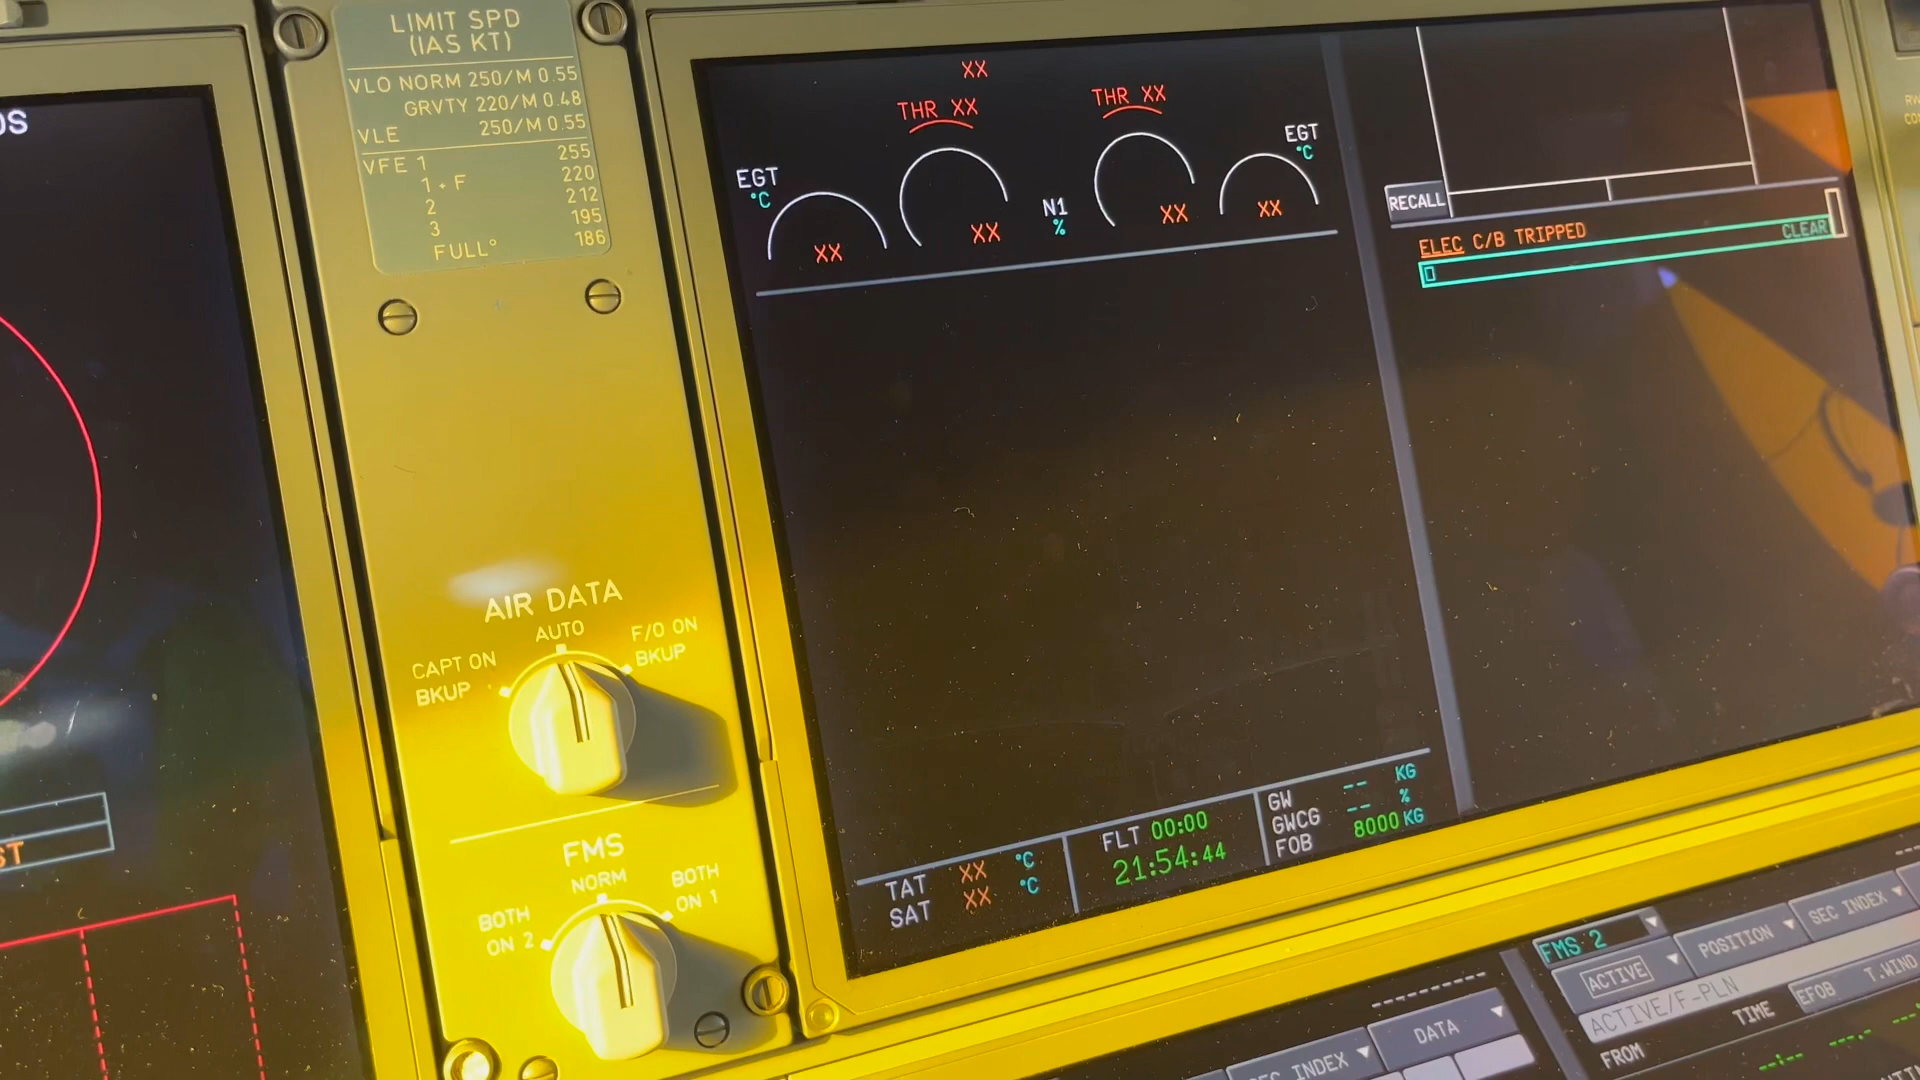 LIMIT SPD
(IAS KT)
VLO NORM 250/M 0.55
GRVTY 220/M 0.48
VLE 250/M 0.55
VFE 1 255
1 + F 220
2 212
3 195
FULL° 186
AIR DATA
AUTO
CAPT ON
BKUP
F/O ON
BKUP
FMS
NORM
BOTH
ON 2
BOTH
ON 1
XX
THR XX
THR XX
EGT
°C
EGT
°C
XX
XX
N1
%
XX
XX
RECALL
ELEC C/B TRIPPED
CLEAR
TAT XX °C
SAT XX °C
FLT 00:00
21:54:44
GW -- KG
GWCG -- %
FOB 8000 KG
FMS 2
ACTIVE
POSITION
SEC INDEX
ACTIVE/F-PLN
TIME
EFOB
T.WIND
FROM
DATA
SEC INDEX